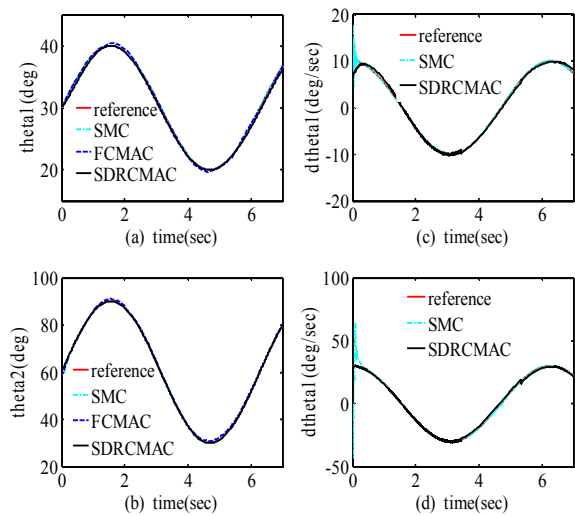 40
30
20
theta1(deg)
reference
SMC
FCMAC
SDRCMAC
0 2 4 6
(a) time(sec)
20
10
0
-10
-20
dtheta1(deg/sec)
reference
SMC
SDRCMAC
0 2 4 6
(c) time(sec)
100
80
60
40
20
theta2(deg)
reference
SMC
FCMAC
SDRCMAC
0 2 4 6
(b) time(sec)
100
50
0
-50
dtheta1(deg/sec)
reference
SMC
SDRCMAC
0 2 4 6
(d) time(sec)